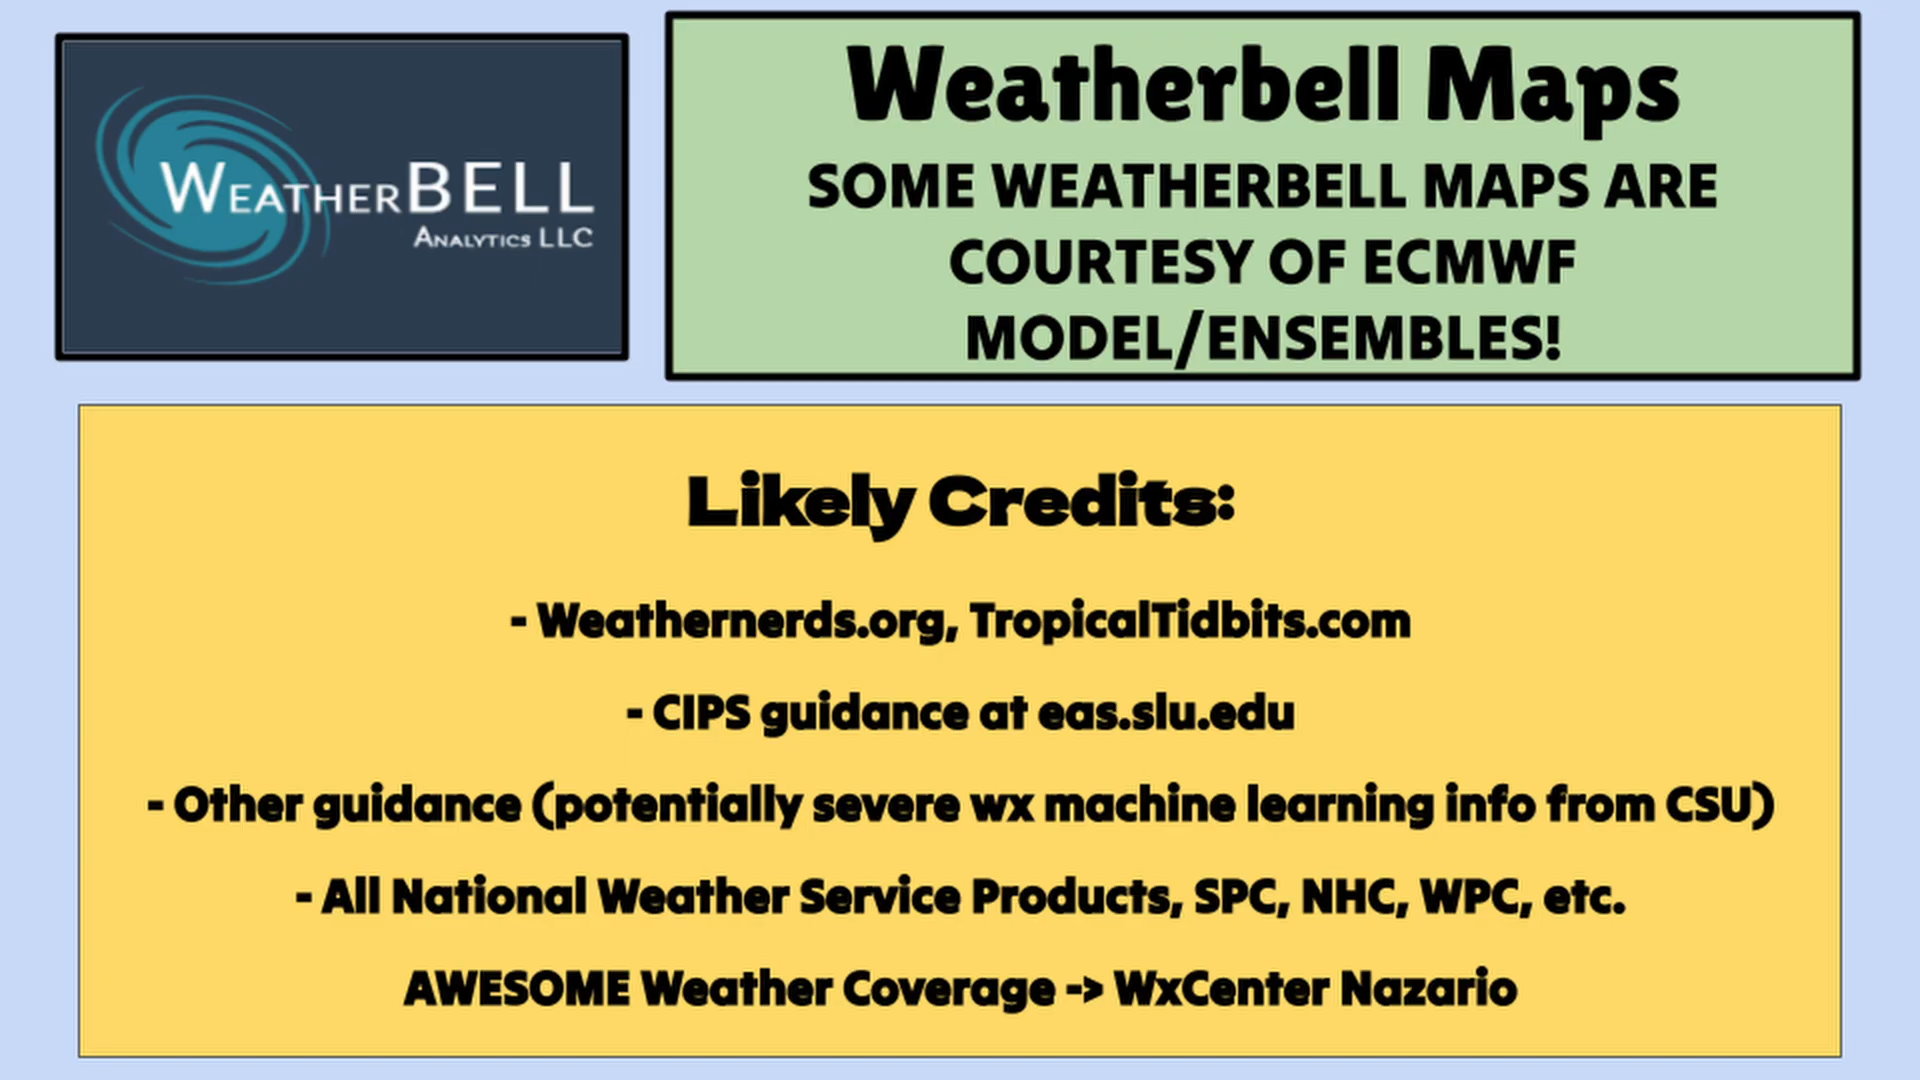 WEATHERBELL
ANALYTICS LLC
Weatherbell Maps
SOME WEATHERBELL MAPS ARE
COURTESY OF ECMWF
MODEL/ENSEMBLES!
Likely Credits:
- Weathernerds.org, TropicalTidbits.com
- CIPS guidance at eas.slu.edu
- Other guidance (potentially severe wx machine learning info from CSU)
- All National Weather Service Products, SPC, NHC, WPC, etc.
AWESOME Weather Coverage -> WxCenter Nazario